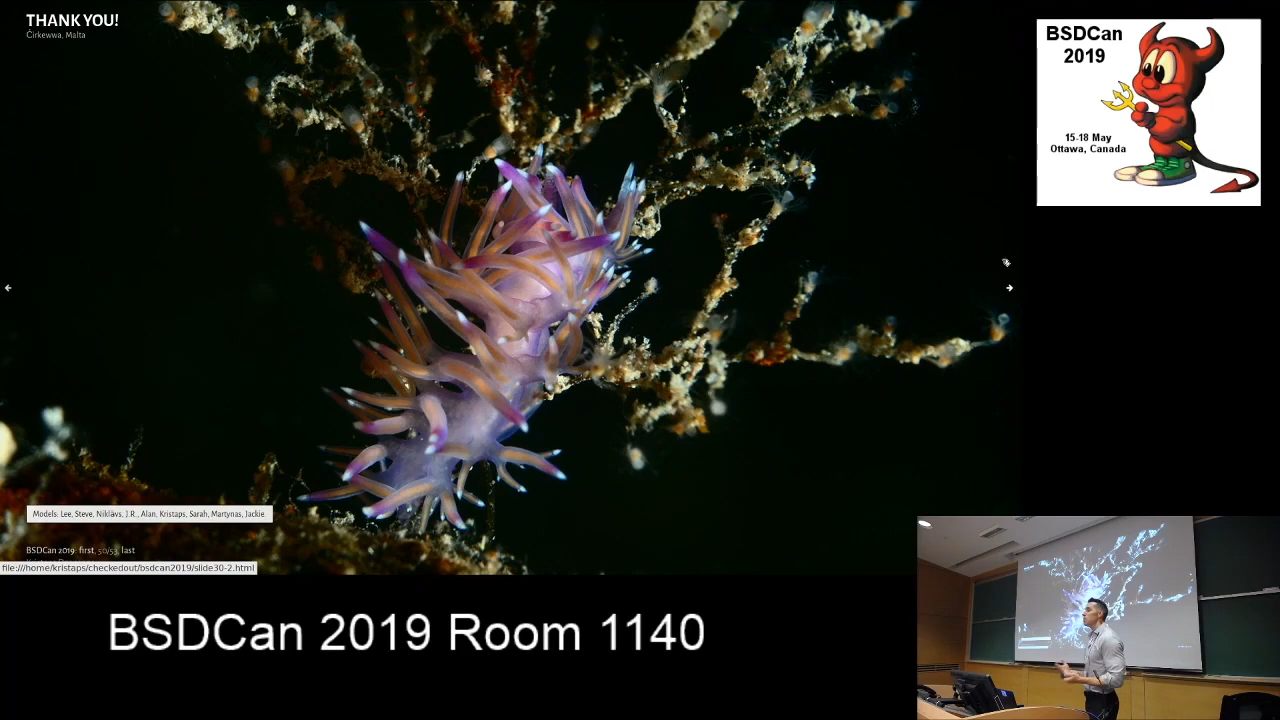 THANK YOU!
Ċirkewwa, Malta
BSDCan
2019
15-18 May
Ottawa, Canada
Models: Lee, Steve, Niklāvs, J.R., Alan, Kristaps, Sarah, Martynas, Jackie.
BSDCan 2019: first, 50/53, last
file:///home/kristaps/checkedout/bsdcan2019/slide30-2.html
BSDCan 2019 Room 1140